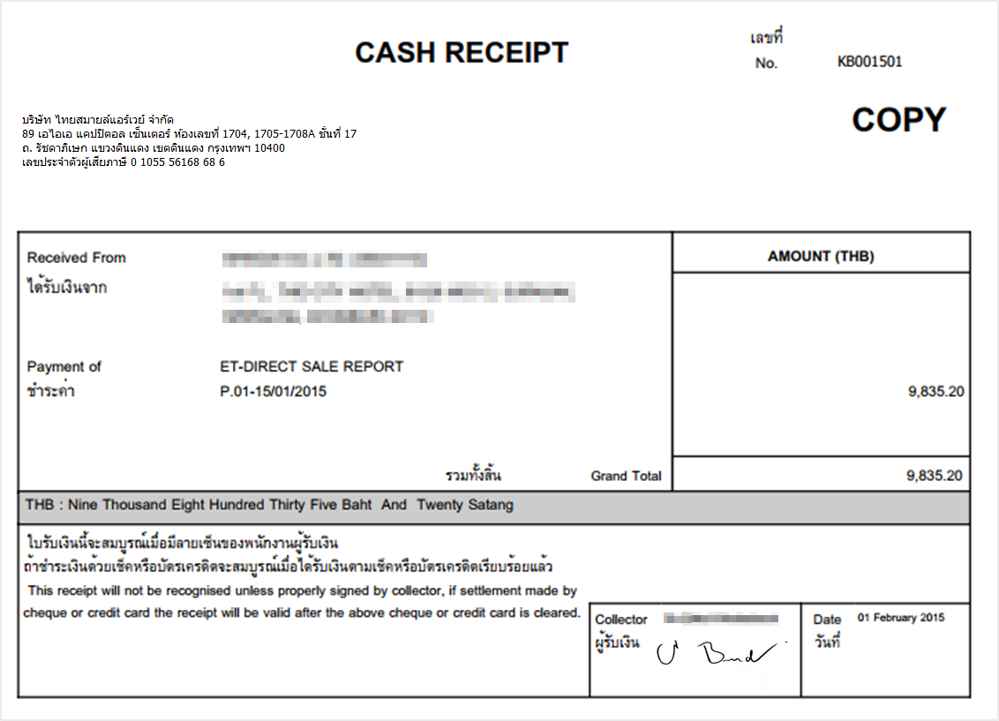 CASH RECEIPT
เลขที่
No. KB001501
COPY
บริษัท ไทยสมายล์แอร์เวย์ จำกัด
89 เอไอเอ แคปปิตอล เซ็นเตอร์ ห้องเลขที่ 1704, 1705-1708A ชั้นที่ 17
ถ. รัชดาภิเษก แขวงดินแดง เขตดินแดง กรุงเทพฯ 10400
เลขประจำตัวผู้เสียภาษี 0 1055 56168 68 6
Received From
ได้รับเงินจาก
AMOUNT (THB)
Payment of ET-DIRECT SALE REPORT
ชำระค่า P.01-15/01/2015 9,835.20
รวมทั้งสิ้น Grand Total 9,835.20
THB : Nine Thousand Eight Hundred Thirty Five Baht And Twenty Satang
ใบรับเงินนี้จะสมบูรณ์เมื่อมีลายเซ็นของพนักงานผู้รับเงิน
ถ้าชำระเงินด้วยเช็คหรือบัตรเครดิตจะสมบูรณ์เมื่อได้รับเงินตามเช็คหรือบัตรเครดิตเรียบร้อยแล้ว
This receipt will not be recognised unless properly signed by collector, if settlement made by
cheque or credit card the receipt will be valid after the above cheque or credit card is cleared.
Collector
ผู้รับเงิน
Date 01 February 2015
วันที่